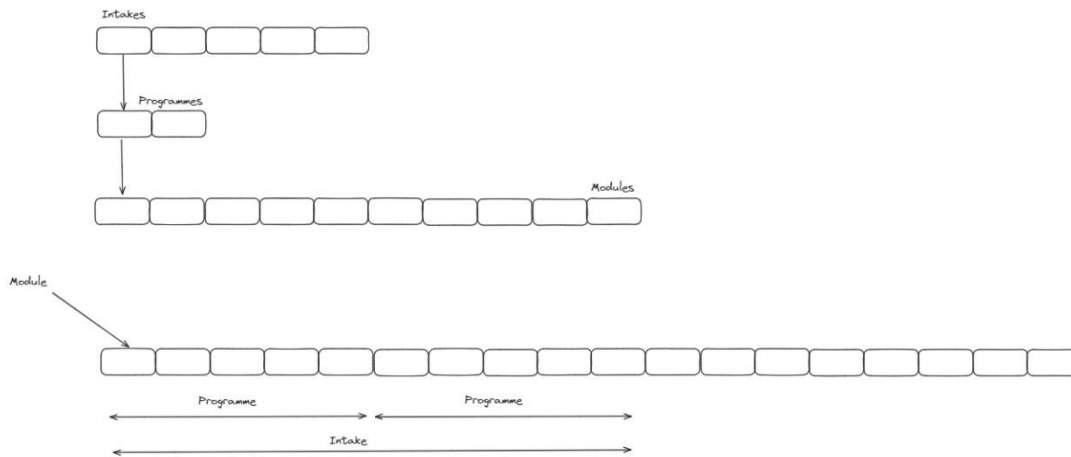 Intakes
Programmes
Modules
Module
Programme
Programme
Intake